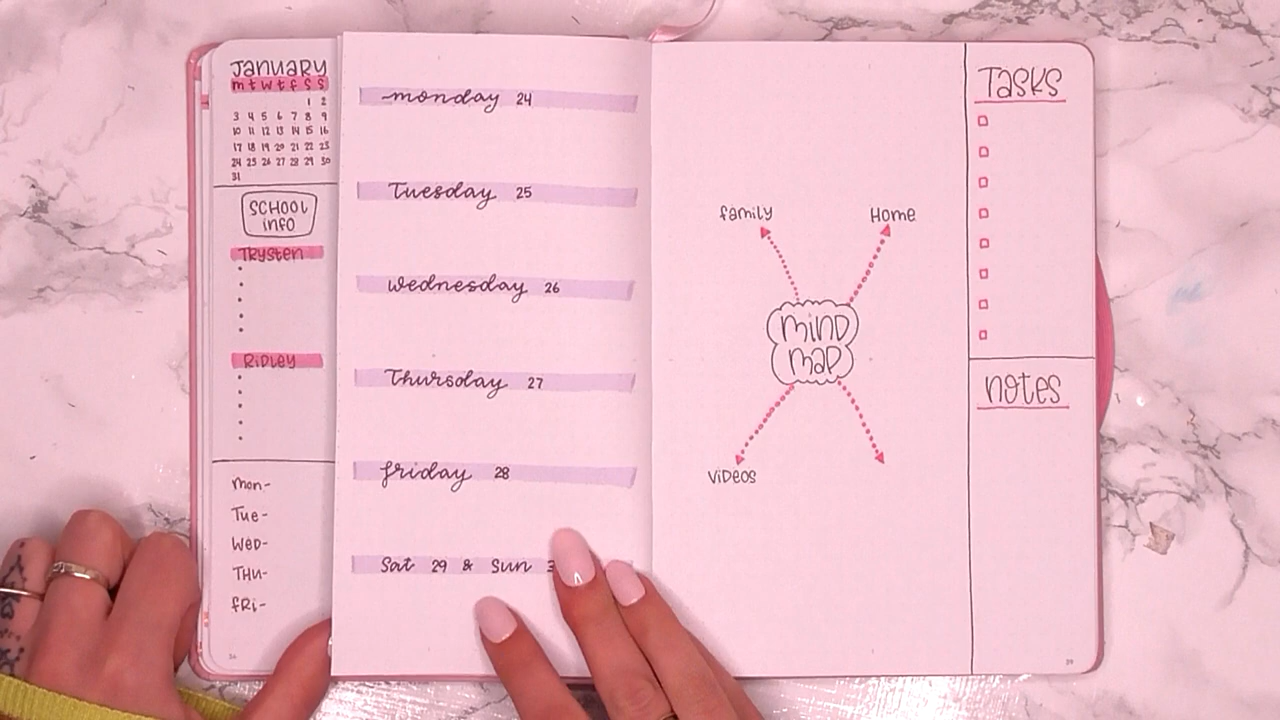 January
m t w t f s s
1 2
3 4 5 6 7 8 9
10 11 12 13 14 15 16
17 18 19 20 21 22 23
24 25 26 27 28 29 30
31
SCHOOL
info
Trysten
Ridley
mon-
Tue-
Wed-
THU-
FRi-
36
monday 24
Tuesday 25
wednesday 26
Thursday 27
friday 28
Sat 29 & Sun 3
family
Home
mind
map
Videos
Tasks
notes
39